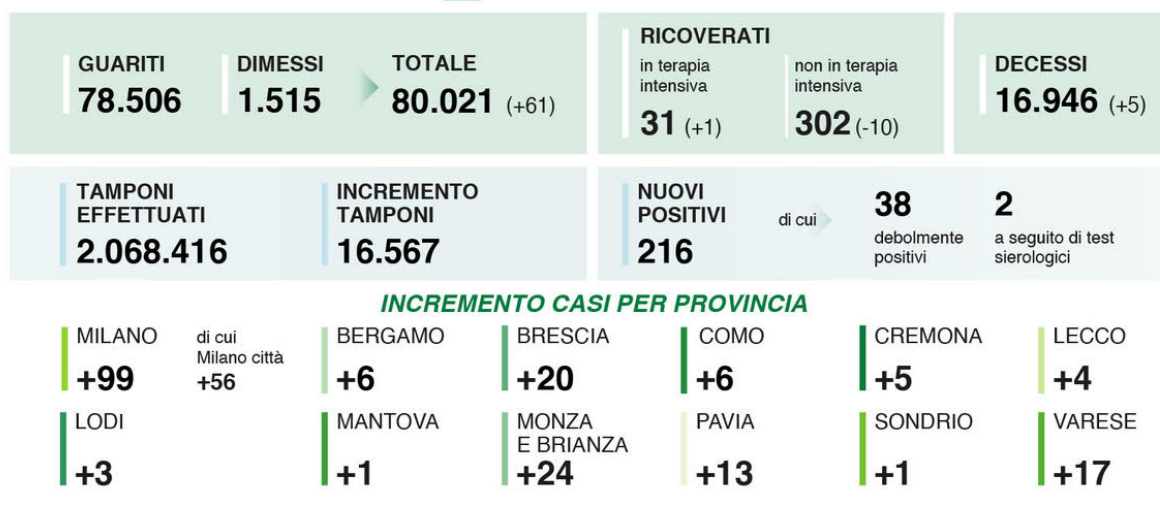 GUARITI
78.506
DIMESSI
1.515
TOTALE
80.021 (+61)
RICOVERATI
in terapia
intensiva
31 (+1)
non in terapia
intensiva
302 (-10)
DECESSI
16.946 (+5)
TAMPONI
EFFETTUATI
2.068.416
INCREMENTO
TAMPONI
16.567
NUOVI
POSITIVI
216
di cui
38
debolmente
positivi
2
a seguito di test
sierologici
INCREMENTO CASI PER PROVINCIA
MILANO
+99
di cui
Milano città
+56
BERGAMO
+6
BRESCIA
+20
COMO
+6
CREMONA
+5
LECCO
+4
LODI
+3
MANTOVA
+1
MONZA
E BRIANZA
+24
PAVIA
+13
SONDRIO
+1
VARESE
+17